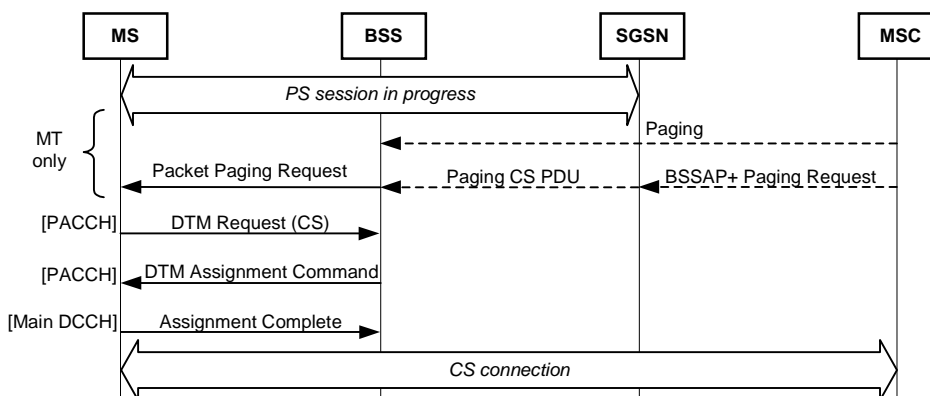 MS
BSS
SGSN
MSC
PS session in progress
MT
only
Paging
Packet Paging Request
Paging CS PDU
BSSAP+ Paging Request
[PACCH]
DTM Request (CS)
[PACCH]
DTM Assignment Command
[Main DCCH]
Assignment Complete
CS connection